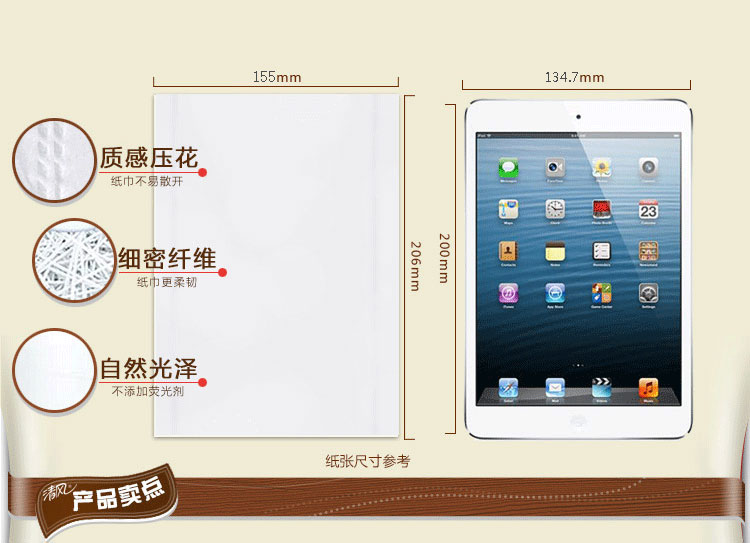 155mm
134.7mm
质感压花
纸巾不易散开
细密纤维
纸巾更柔韧
自然光泽
不添加荧光剂
206mm
200mm
23
纸张尺寸参考
清风
产品卖点